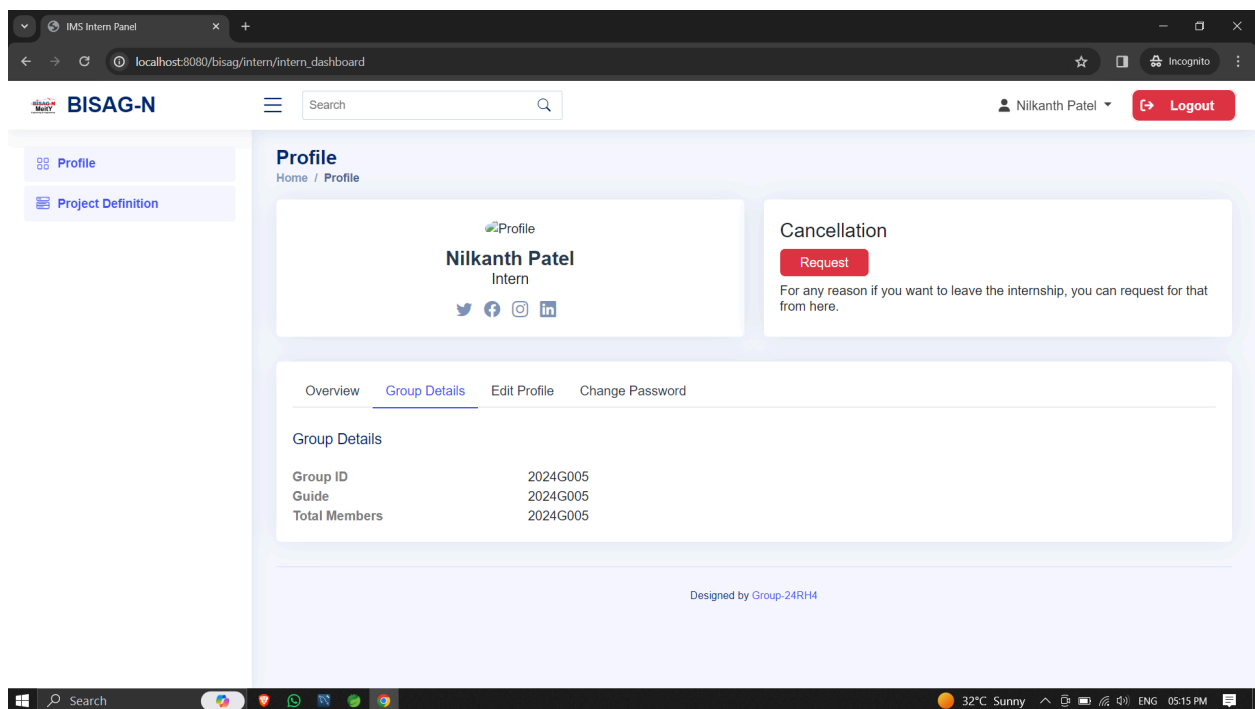 IMS Intern Panel
localhost:8080/bisag/intern/intern_dashboard
Incognito
BISAG-N
MeitY
BISAG-N
Search
Nilkanth Patel
Logout
Profile
Project Definition
Profile
Home / Profile
Profile
Nilkanth Patel
Intern
Cancellation
Request
For any reason if you want to leave the internship, you can request for that
from here.
Overview Group Details Edit Profile Change Password
Group Details
Group ID 2024G005
Guide 2024G005
Total Members 2024G005
Designed by Group-24RH4
Search
32°C Sunny ENG 05:15 PM